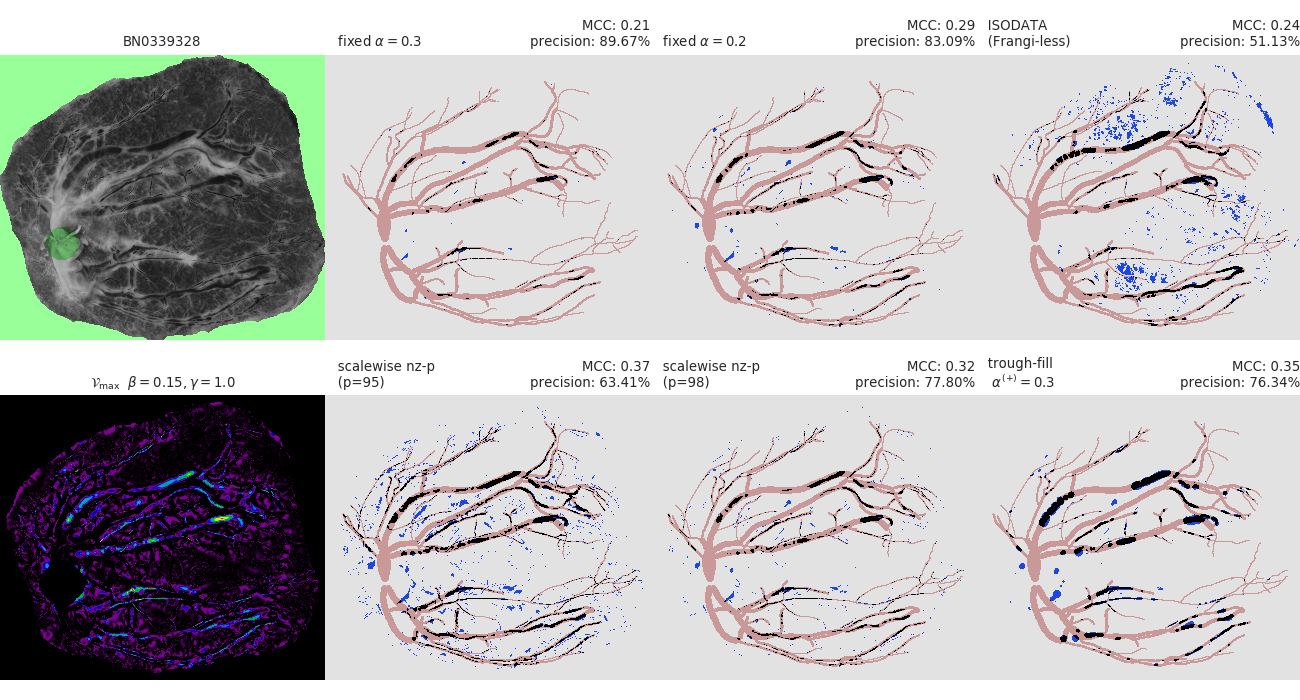 BN0339328
fixed α = 0.3
MCC: 0.21
precision: 89.67%
fixed α = 0.2
MCC: 0.29
precision: 83.09%
ISODATA
(Frangi-less)
MCC: 0.24
precision: 51.13%
𝒱max β = 0.15, γ = 1.0
scalewise nz-p
(p=95)
MCC: 0.37
precision: 63.41%
scalewise nz-p
(p=98)
MCC: 0.32
precision: 77.80%
trough-fill
α(+) = 0.3
MCC: 0.35
precision: 76.34%